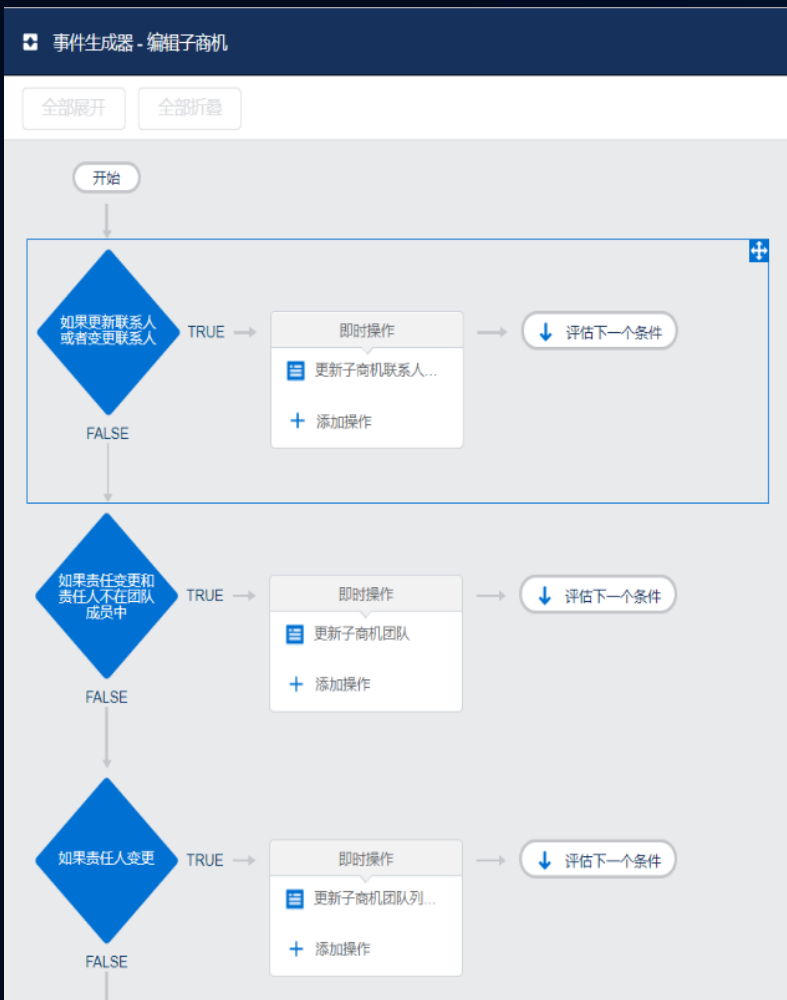 事件生成器 - 编辑子商机
全部展开
全部折叠
开始
如果更新联系人
或者变更联系人
TRUE
即时操作
更新子商机联系人...
添加操作
评估下一个条件
FALSE
如果责任变更和
责任人不在团队
成员中
TRUE
即时操作
更新子商机团队
添加操作
评估下一个条件
FALSE
如果责任人变更
TRUE
即时操作
更新子商机团队列...
添加操作
评估下一个条件
FALSE